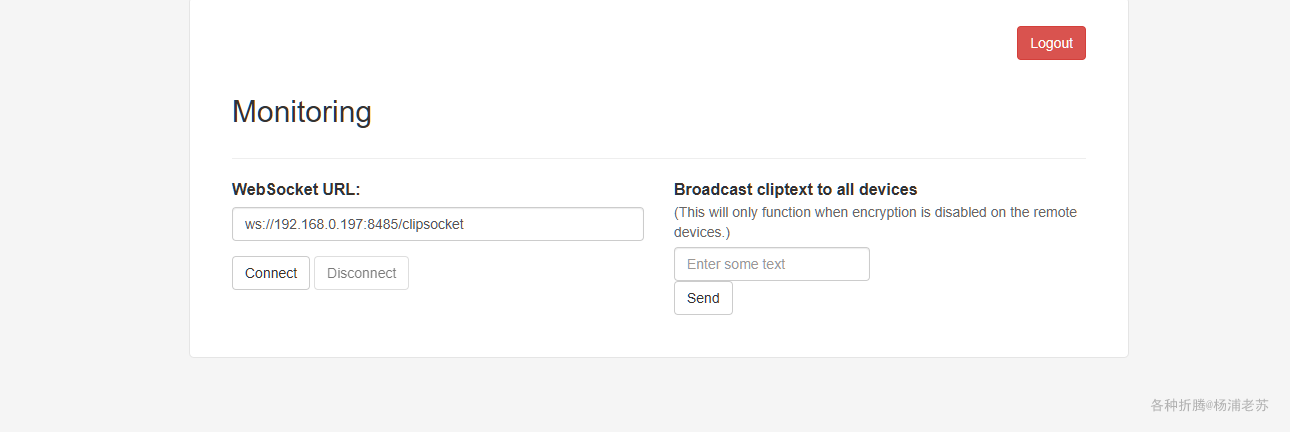 Logout
Monitoring
WebSocket URL:
ws://192.168.0.197:8485/clipsocket
Connect Disconnect
Broadcast cliptext to all devices
(This will only function when encryption is disabled on the remote
devices.)
Enter some text
Send
各种折腾@杨浦老苏